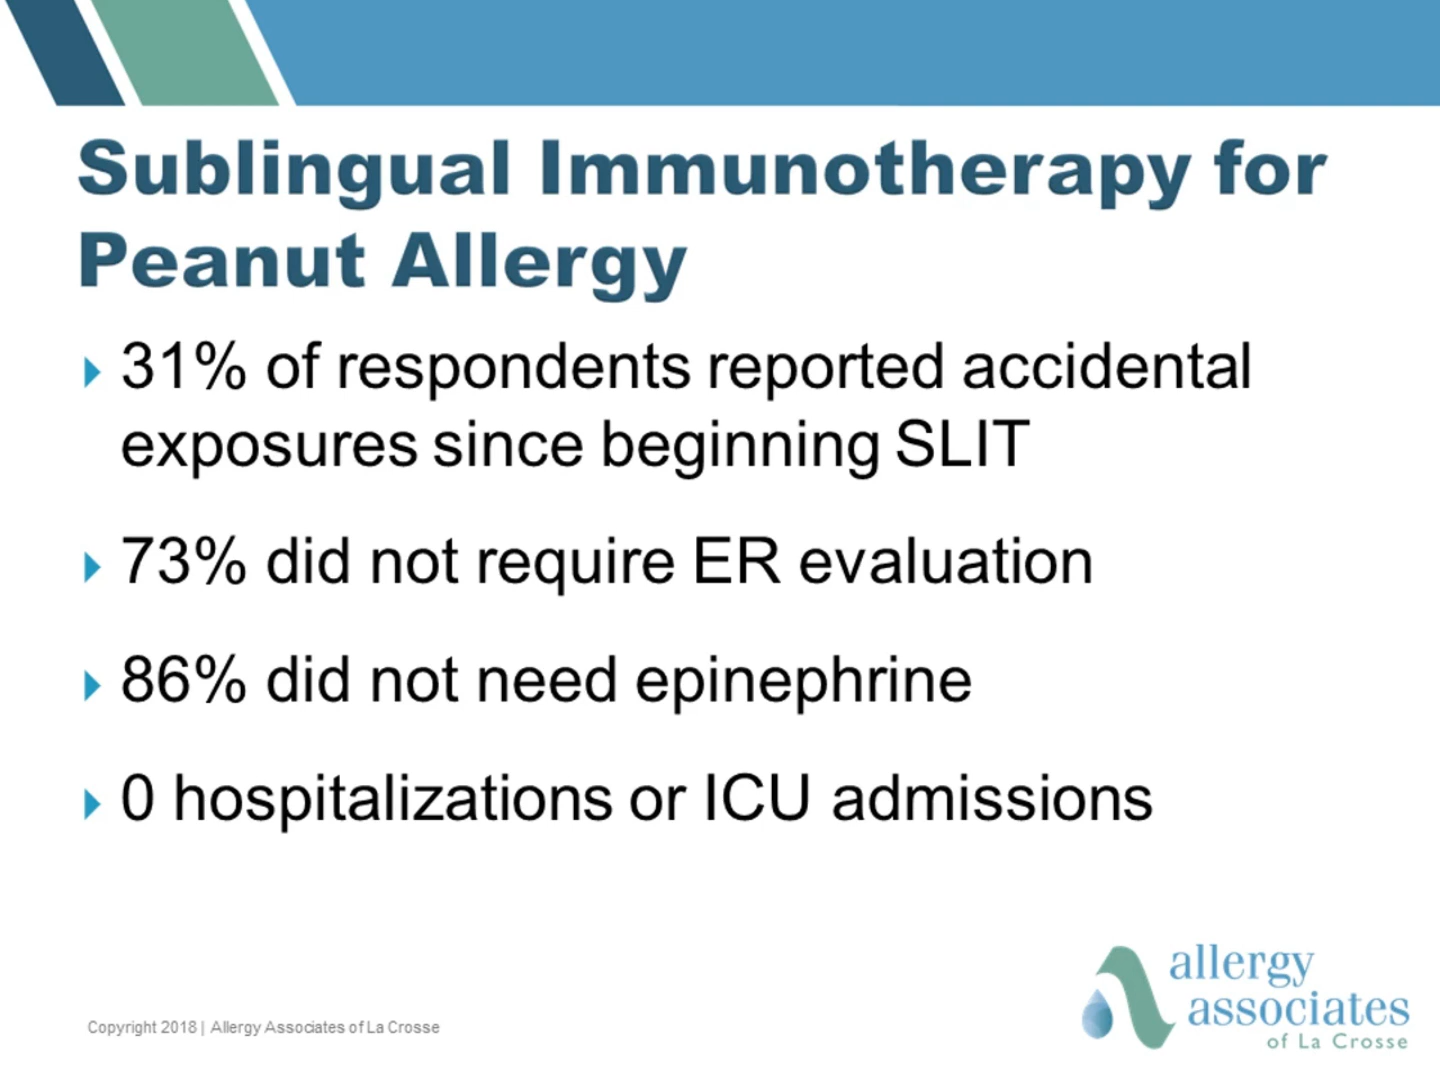 Sublingual Immunotherapy for
Peanut Allergy
31% of respondents reported accidental
exposures since beginning SLIT
73% did not require ER evaluation
86% did not need epinephrine
0 hospitalizations or ICU admissions
allergy
associates
of La Crosse
Copyright 2018 | Allergy Associates of La Crosse